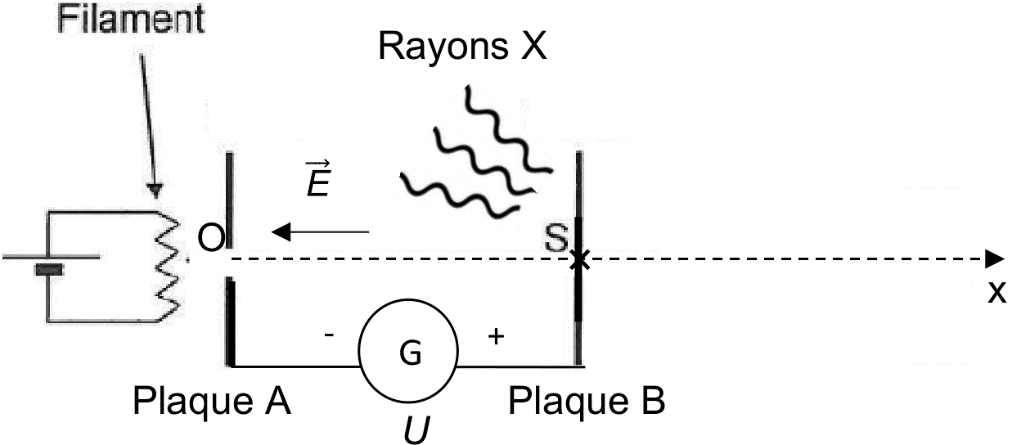 Filament
Rayons X
E
O
S
x
-
G
+
Plaque A
Plaque B
U